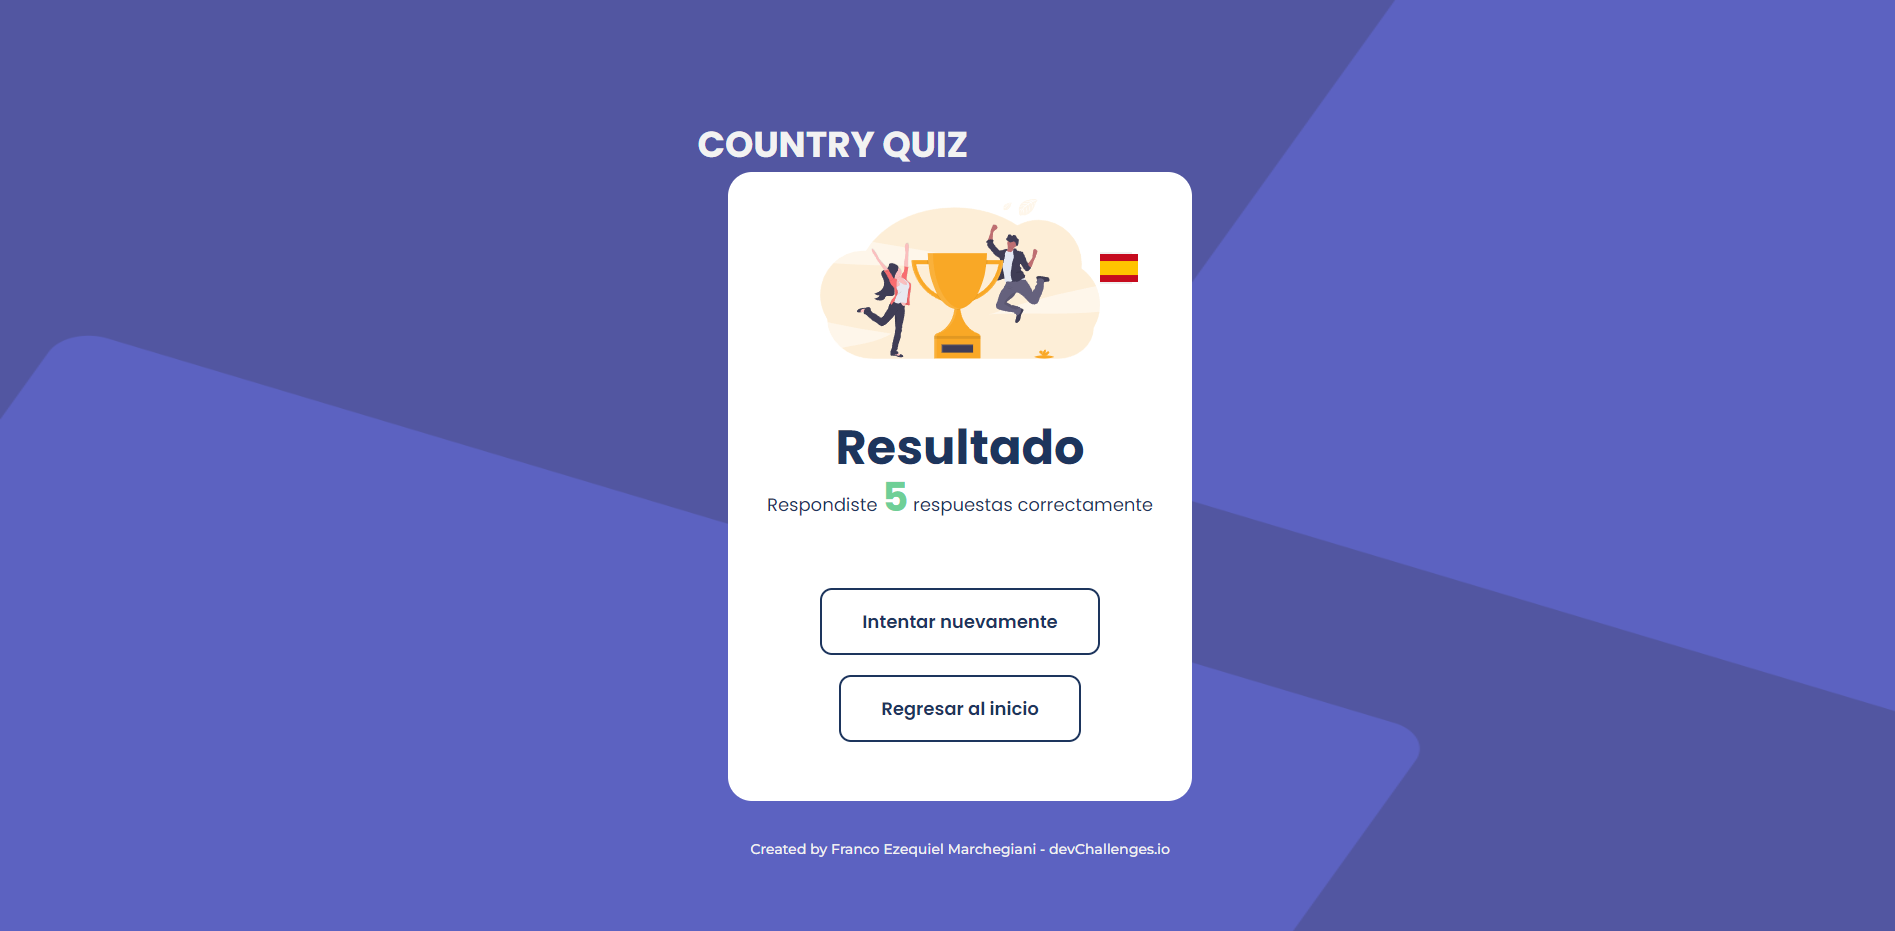 COUNTRY QUIZ
Resultado
Respondiste 5 respuestas correctamente
Intentar nuevamente
Regresar al inicio
Created by Franco Ezequiel Marchegiani - devChallenges.io